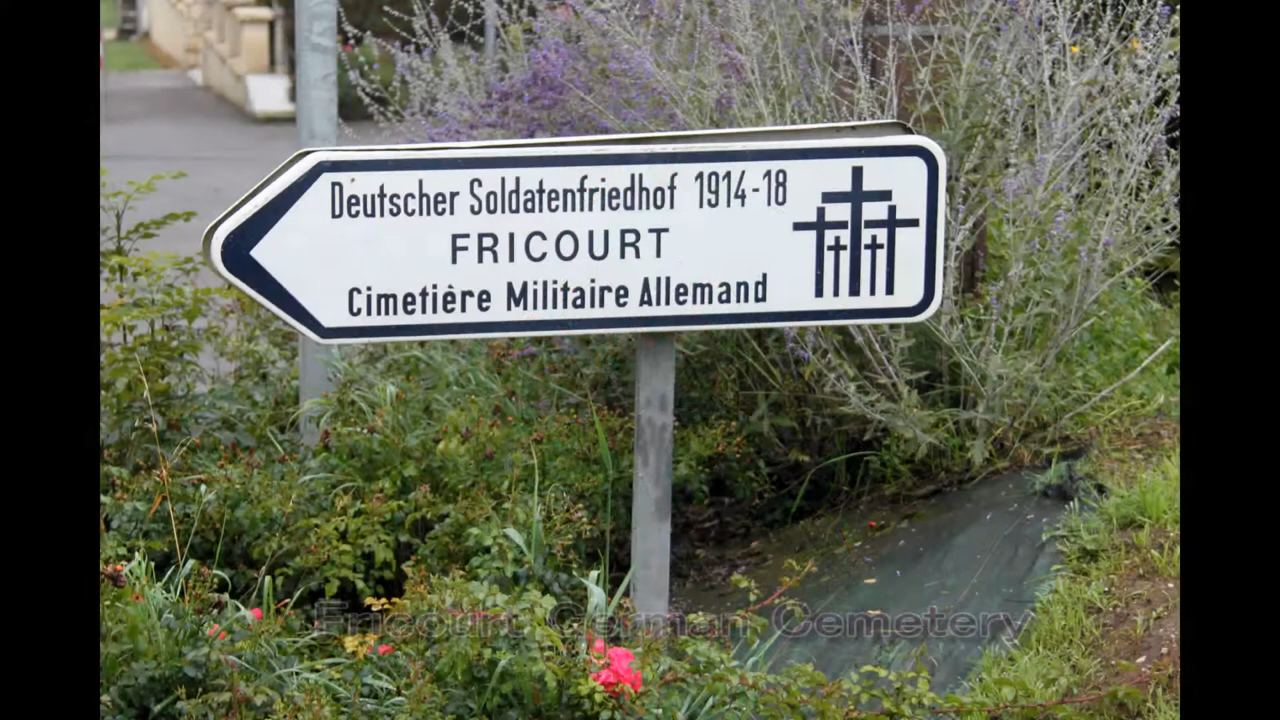 Deutscher Soldatenfriedhof 1914-18
FRICOURT
Cimetière Militaire Allemand
Fricourt German Cemetery